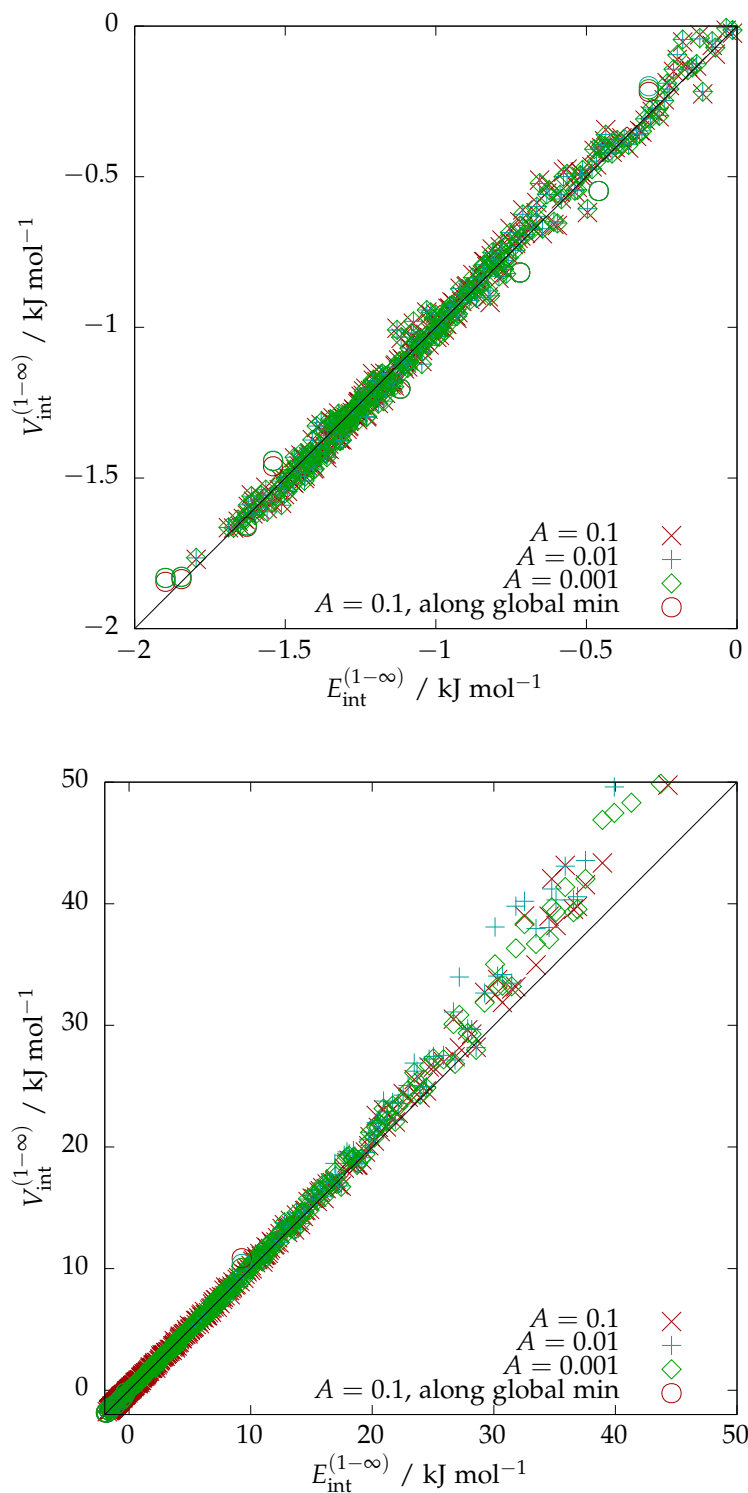 0
−0.5
−1
−1.5
−2
V_int^(1−∞) / kJ mol⁻¹
A = 0.1
A = 0.01
A = 0.001
A = 0.1, along global min
−2 −1.5 −1 −0.5 0
E_int^(1−∞) / kJ mol⁻¹
50
40
30
20
10
0
V_int^(1−∞) / kJ mol⁻¹
A = 0.1
A = 0.01
A = 0.001
A = 0.1, along global min
0 10 20 30 40 50
E_int^(1−∞) / kJ mol⁻¹